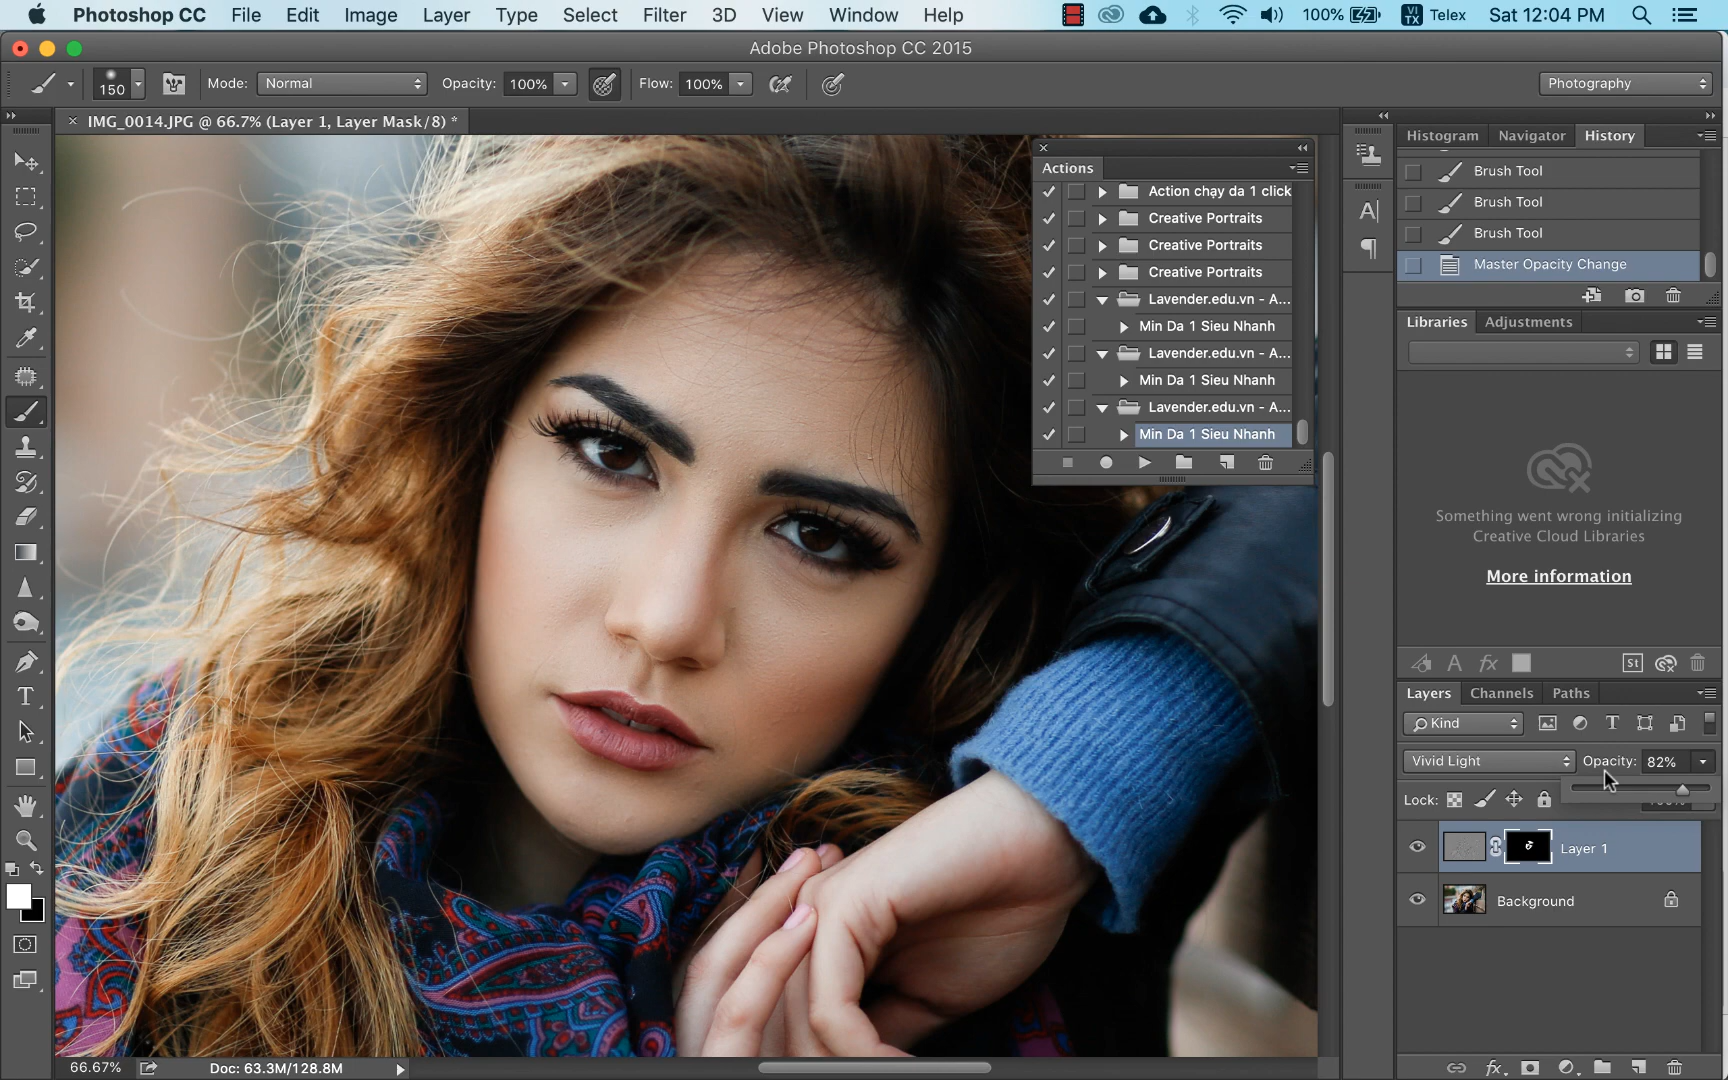 Photoshop CC File Edit Image Layer Type Select Filter 3D View Window Help 100% VI TX Telex Sat 12:04 PM
Adobe Photoshop CC 2015
150 Mode: Normal Opacity: 100% Flow: 100% Photography
IMG_0014.JPG @ 66.7% (Layer 1, Layer Mask/8) *
Actions
Action chạy da 1 click
Creative Portraits
Creative Portraits
Creative Portraits
Lavender.edu.vn - A...
Min Da 1 Sieu Nhanh
Lavender.edu.vn - A...
Min Da 1 Sieu Nhanh
Lavender.edu.vn - A...
Min Da 1 Sieu Nhanh
Histogram Navigator History
Brush Tool
Brush Tool
Brush Tool
Master Opacity Change
Libraries Adjustments
Something went wrong initializing
Creative Cloud Libraries
More information
St
Layers Channels Paths
Kind
Vivid Light Opacity: 82%
Lock:
Layer 1
Background
66.67% Doc: 63.3M/128.8M